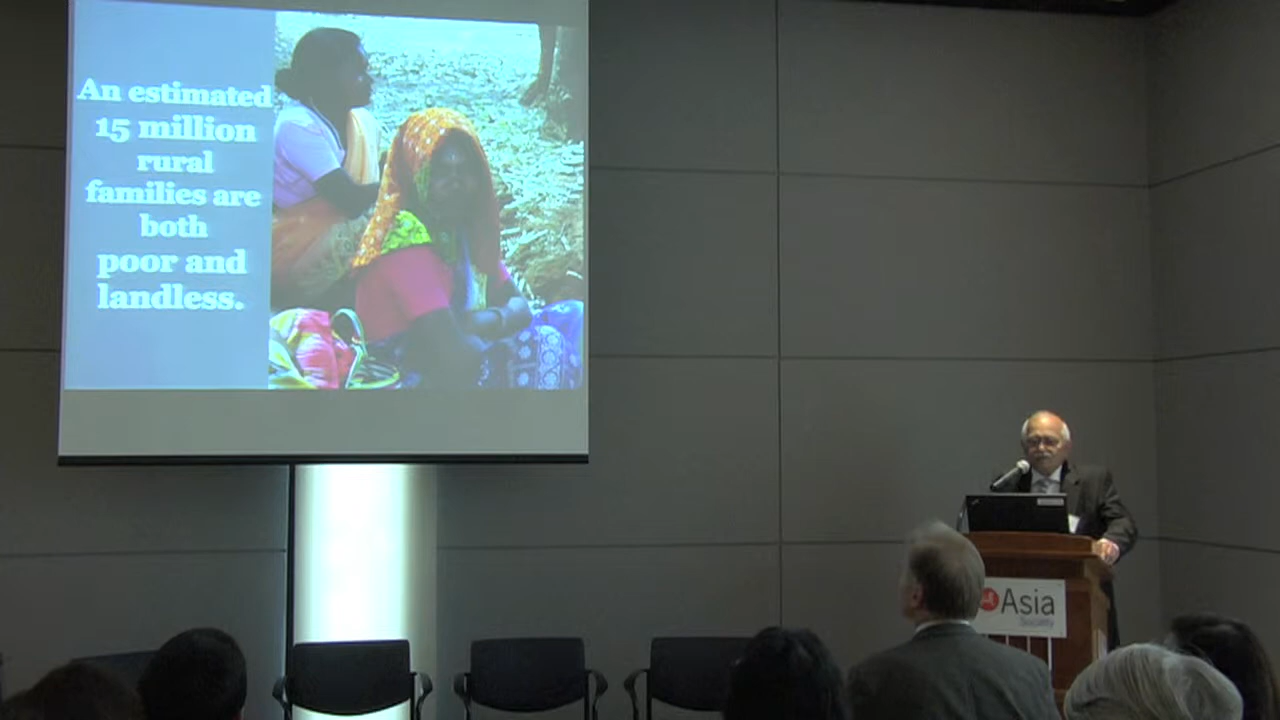 An estimated
15 million
rural
families are
both
poor and
landless.
Asia
Society